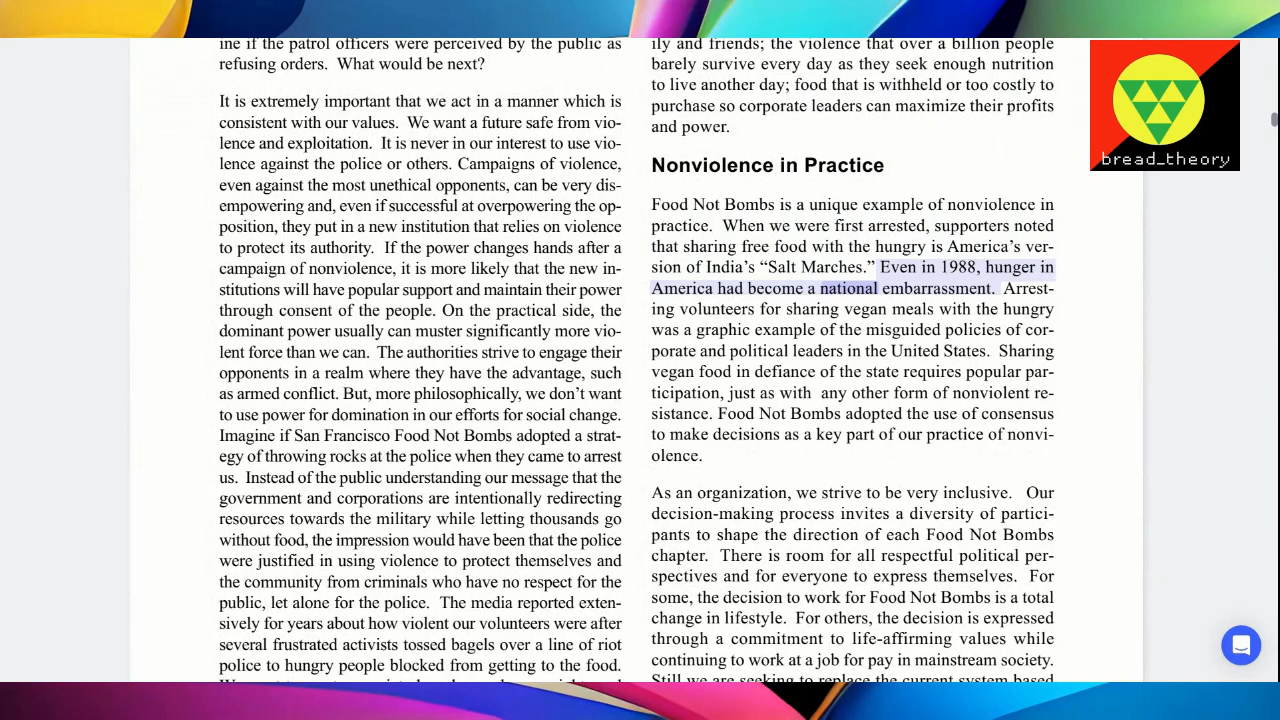 ine if the patrol officers were perceived by the public as
refusing orders.  What would be next?
It is extremely important that we act in a manner which is
consistent with our values.  We want a future safe from vio-
lence and exploitation.  It is never in our interest to use vio-
lence against the police or others. Campaigns of violence,
even against the most unethical opponents, can be very dis-
empowering and, even if successful at overpowering the op-
position, they put in a new institution that relies on violence
to protect its authority.  If the power changes hands after a
campaign of nonviolence, it is more likely that the new in-
stitutions will have popular support and maintain their power
through consent of the people. On the practical side, the
dominant power usually can muster significantly more vio-
lent force than we can.  The authorities strive to engage their
opponents in a realm where they have the advantage, such
as armed conflict. But, more philosophically, we don't want
to use power for domination in our efforts for social change.
Imagine if San Francisco Food Not Bombs adopted a strat-
egy of throwing rocks at the police when they came to arrest
us.  Instead of the public understanding our message that the
government and corporations are intentionally redirecting
resources towards the military while letting thousands go
without food, the impression would have been that the police
were justified in using violence to protect themselves and
the community from criminals who have no respect for the
public, let alone for the police.  The media reported exten-
sively for years about how violent our volunteers were after
several frustrated activists tossed bagels over a line of riot
police to hungry people blocked from getting to the food.
ily and friends; the violence that over a billion people
barely survive every day as they seek enough nutrition
to live another day; food that is withheld or too costly to
purchase so corporate leaders can maximize their profits
and power.
Nonviolence in Practice
Food Not Bombs is a unique example of nonviolence in
practice.  When we were first arrested, supporters noted
that sharing free food with the hungry is America's ver-
sion of India's “Salt Marches.” Even in 1988, hunger in
America had become a national embarrassment.  Arrest-
ing volunteers for sharing vegan meals with the hungry
was a graphic example of the misguided policies of cor-
porate and political leaders in the United States.  Sharing
vegan food in defiance of the state requires popular par-
ticipation, just as with  any other form of nonviolent re-
sistance. Food Not Bombs adopted the use of consensus
to make decisions as a key part of our practice of nonvi-
olence.
As an organization, we strive to be very inclusive.  Our
decision-making process invites a diversity of partici-
pants to shape the direction of each Food Not Bombs
chapter.  There is room for all respectful political per-
spectives and for everyone to express themselves.  For
some, the decision to work for Food Not Bombs is a total
change in lifestyle.  For others, the decision is expressed
through a commitment to life-affirming values while
continuing to work at a job for pay in mainstream society.
Still we are seeking to replace the current system based
bread_theory